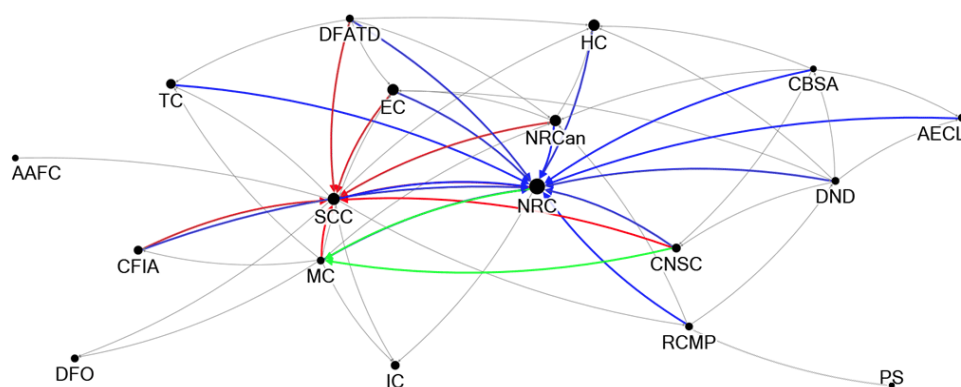 DFATD
HC
CBSA
TC
EC
NRCan
AECL
AAFC
SCC
NRC
DND
CFIA
MC
CNSC
RCMP
DFO
IC
PS